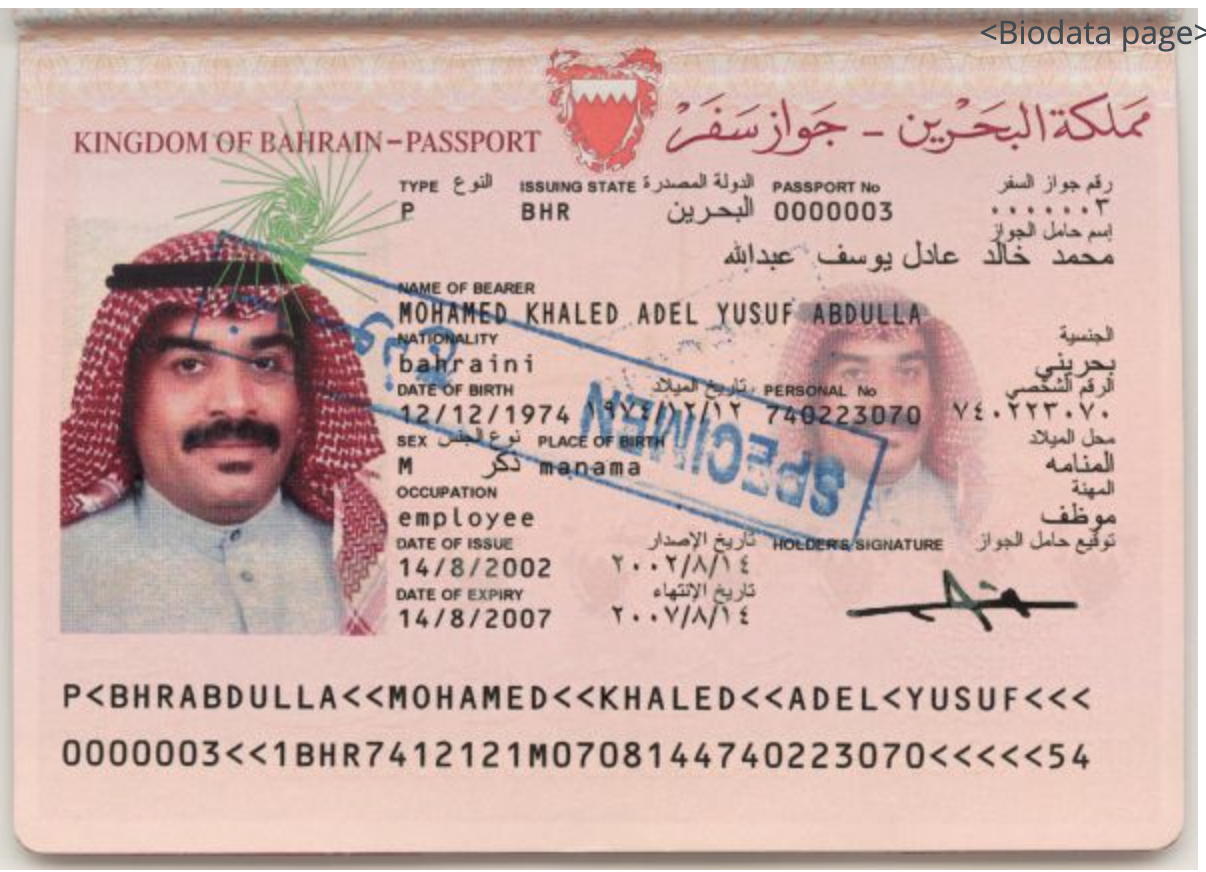 <Biodata page>
KINGDOM OF BAHRAIN-PASSPORT
مملكة البحرين - جواز سفر
TYPE النوع ISSUING STATE الدولة المصدرة PASSPORT No رقم جواز السفر
P BHR البحرين 0000003 ٠٠٠٠٠٠٣
إسم حامل الجواز
محمد خالد عادل يوسف عبدالله
NAME OF BEARER
MOHAMED KHALED ADEL YUSUF ABDULLA
NATIONALITY الجنسية
bahraini بحريني
DATE OF BIRTH تاريخ الميلاد PERSONAL No الرقم الشخصي
12/12/1974 ١٩٧٤/١٢/١٢ 740223070 ٧٤٠٢٢٣٠٧٠
SEX نوع الجنس PLACE OF BIRTH محل الميلاد
M ذكر manama المنامه
OCCUPATION المهنة
employee موظف
DATE OF ISSUE تاريخ الإصدار HOLDER'S SIGNATURE توقيع حامل الجواز
14/8/2002 ٢٠٠٢/٨/١٤
DATE OF EXPIRY تاريخ الإنتهاء
14/8/2007 ٢٠٠٧/٨/١٤
SPECIMEN
P<BHRABDULLA<<MOHAMED<<KHALED<<ADEL<YUSUF<<<
0000003<<1BHR7412121M0708144740223070<<<<<54